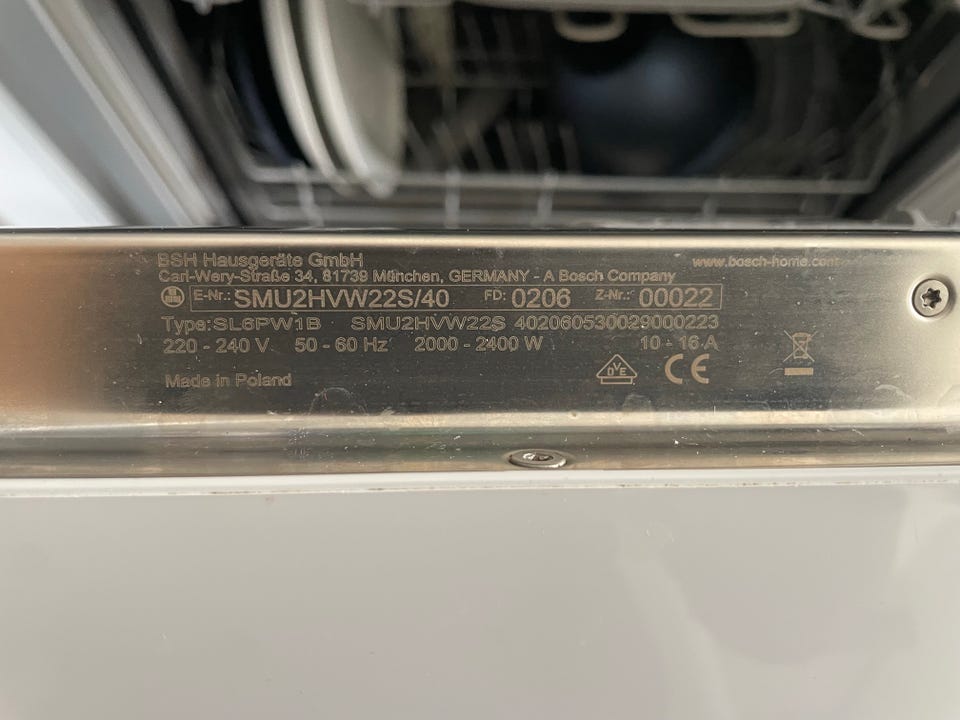 BSH Hausgeräte GmbH
Carl-Wery-Straße 34, 81739 München, GERMANY - A Bosch Company
www.bosch-home.com
E-Nr.: SMU2HVW22S/40 FD: 0206 Z-Nr.: 00022
Type: SL6PW1B SMU2HVW22S 402060530029000223
220 - 240 V 50 - 60 Hz 2000 - 2400 W 10 - 16 A
DVE
CE
Made in Poland